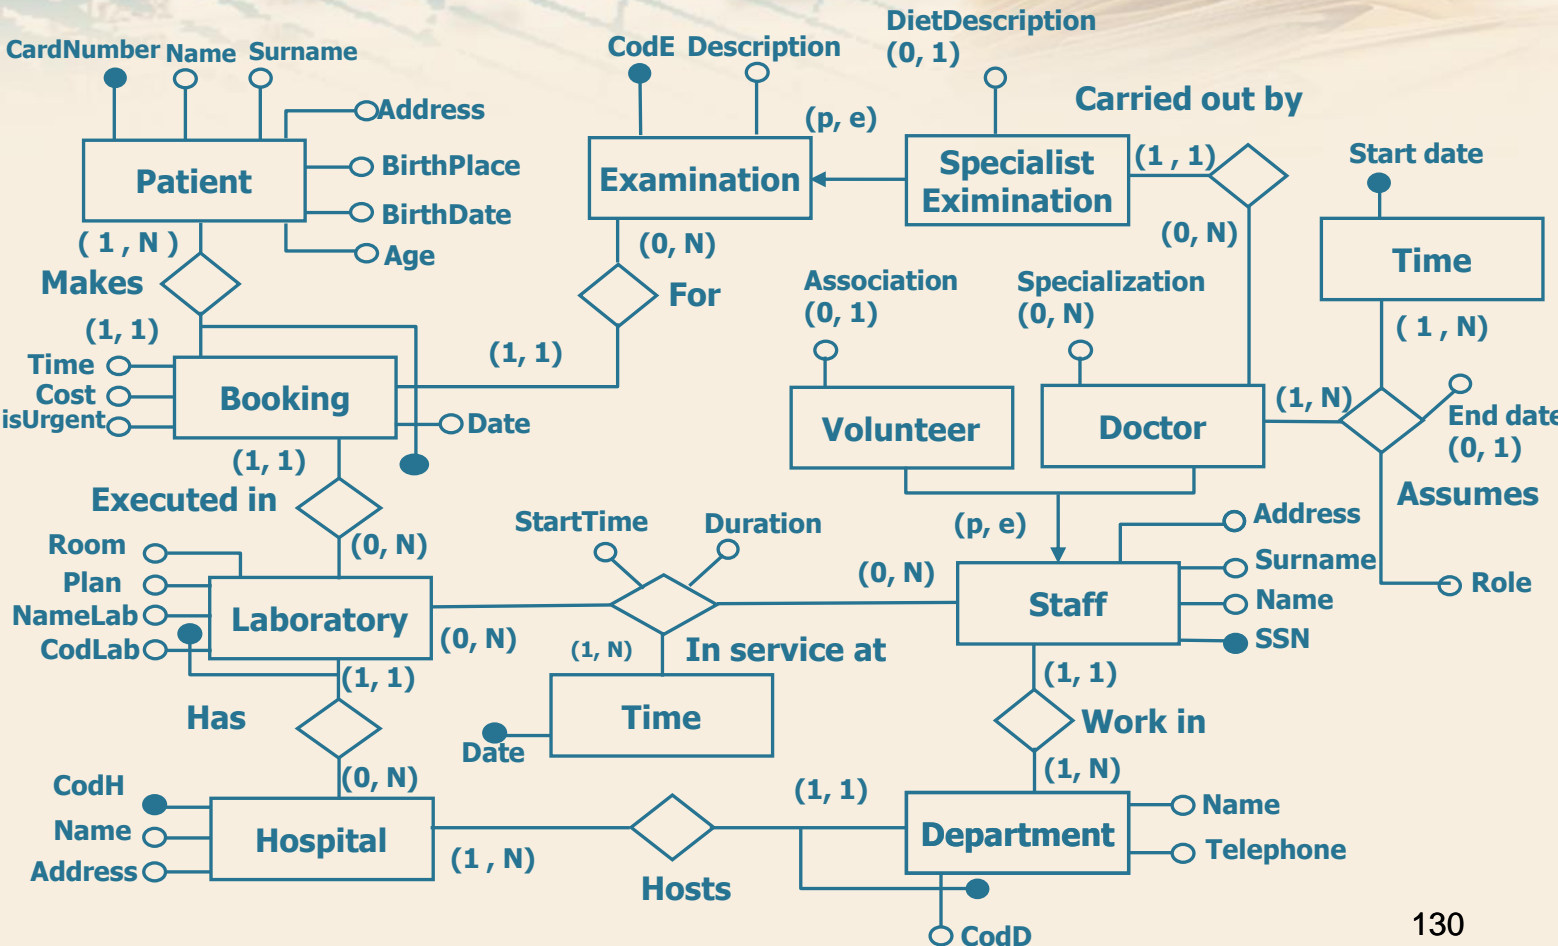 DietDescription
(0, 1)
CardNumber Name Surname
CodE Description
Address
(p, e)
Carried out by
Patient
BirthPlace
BirthDate
Age
Examination
Specialist
Eximination
(1 , 1)
Start date
( 1 , N )
Makes
(0, N)
For
(0, N)
Time
Association
(0, 1)
Specialization
(0, N)
( 1 , N)
(1, 1)
(1, 1)
Time
Cost
isUrgent
Booking
Date
Volunteer
Doctor
(1, N)
End date
(0, 1)
Assumes
(1, 1)
Executed in
(0, N)
StartTime
Duration
(p, e)
Address
Surname
Name
SSN
Role
Room
Plan
NameLab
CodLab
Laboratory
(0, N)
(0, N)
Staff
(1, N)
In service at
(1, 1)
Has
Time
Date
(1, 1)
Work in
(1, N)
(0, N)
CodH
Name
Address
Hospital
(1 , N)
Hosts
(1, 1)
Department
Name
Telephone
CodD
130